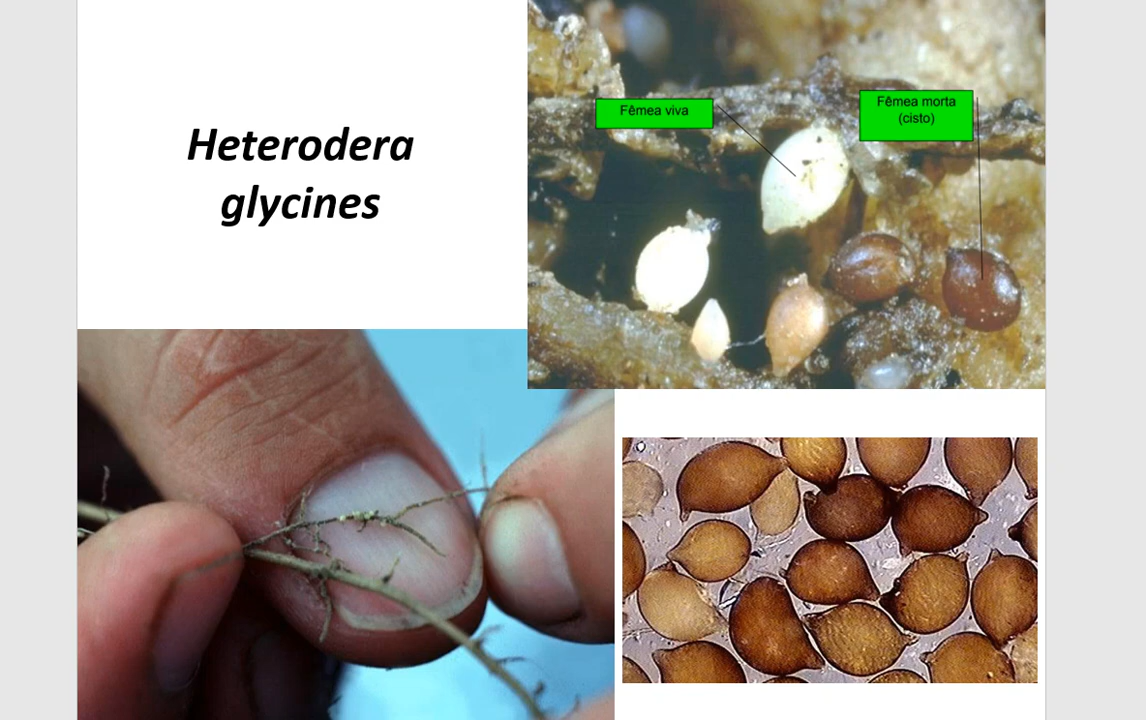 Heterodera
glycines
Fêmea viva
Fêmea morta
(cisto)